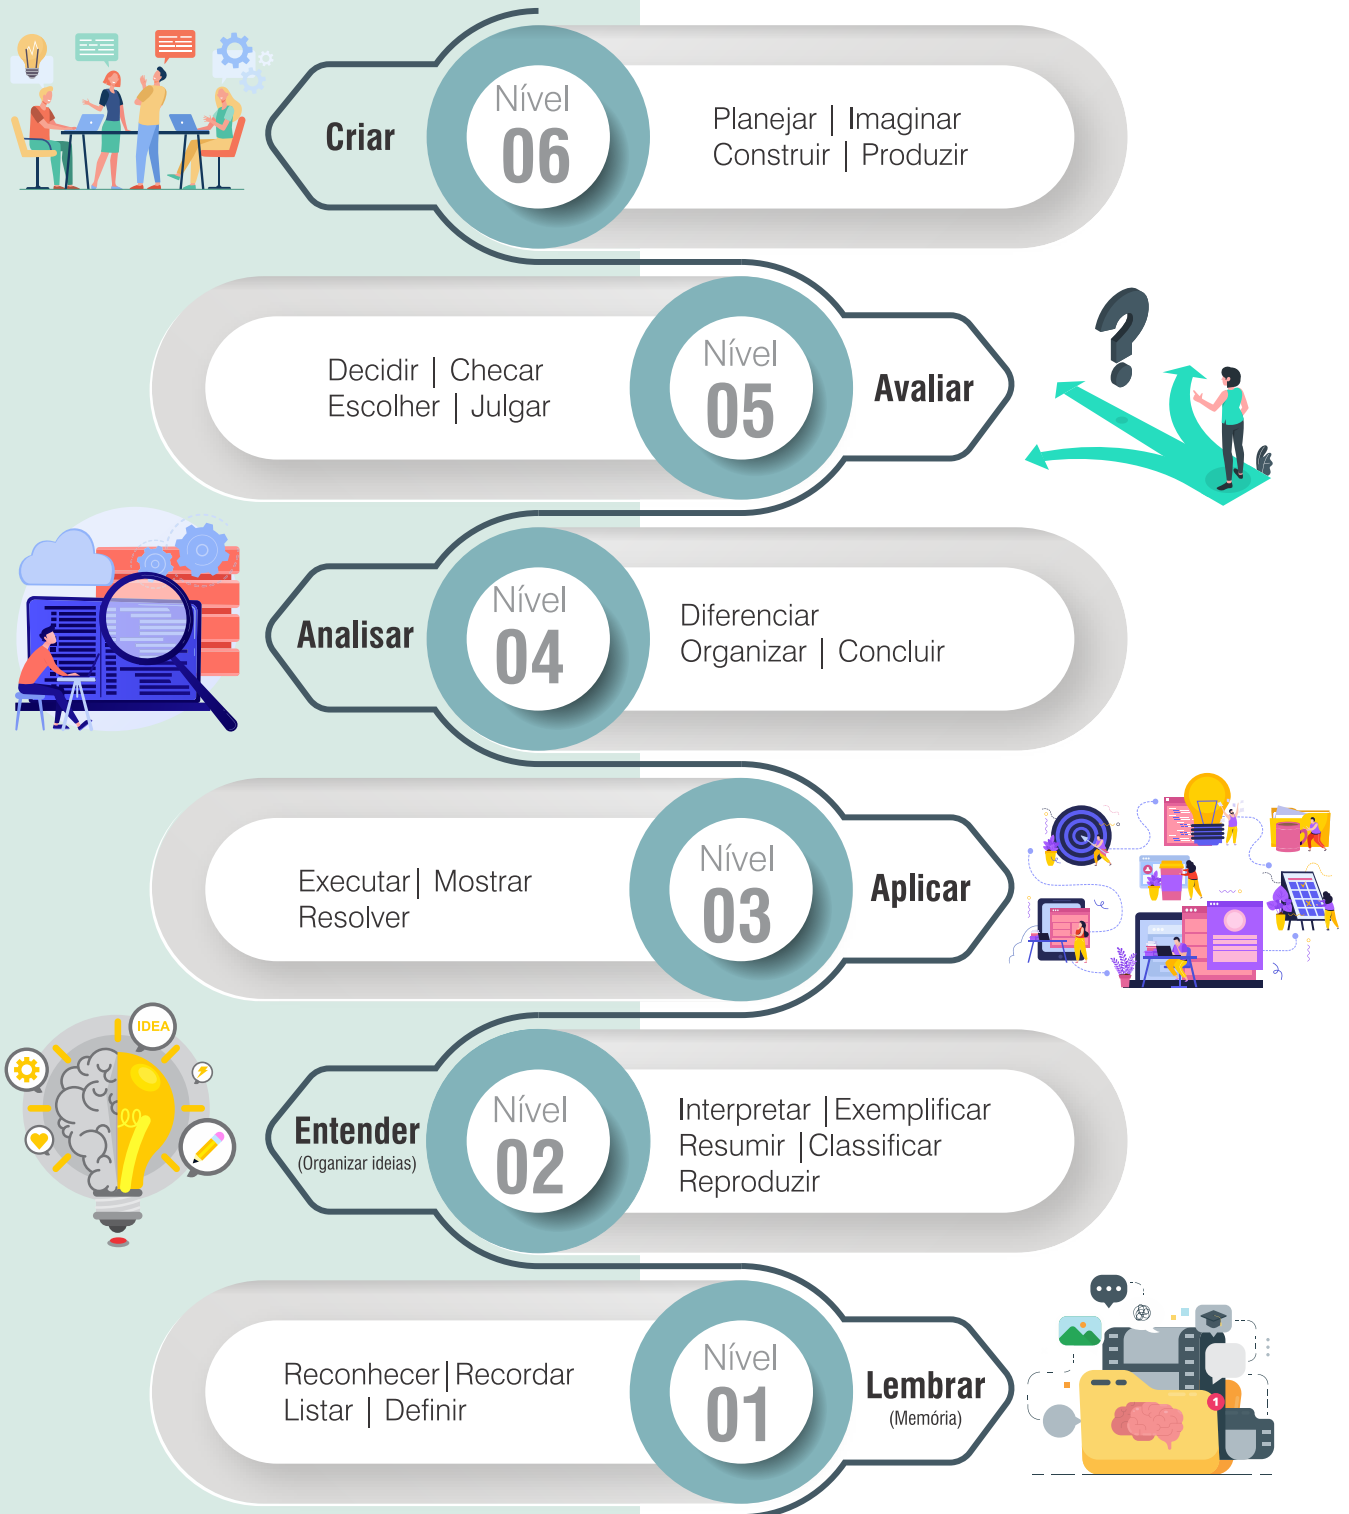 Criar
Nível
06
Planejar | Imaginar
Construir | Produzir
Decidir | Checar
Escolher | Julgar
Nível
05
Avaliar
Analisar
Nível
04
Diferenciar
Organizar | Concluir
Executar| Mostrar
Resolver
Nível
03
Aplicar
IDEA
Entender
(Organizar ideias)
Nível
02
Interpretar |Exemplificar
Resumir |Classificar
Reproduzir
Reconhecer|Recordar
Listar | Definir
Nível
01
Lembrar
(Memória)
1